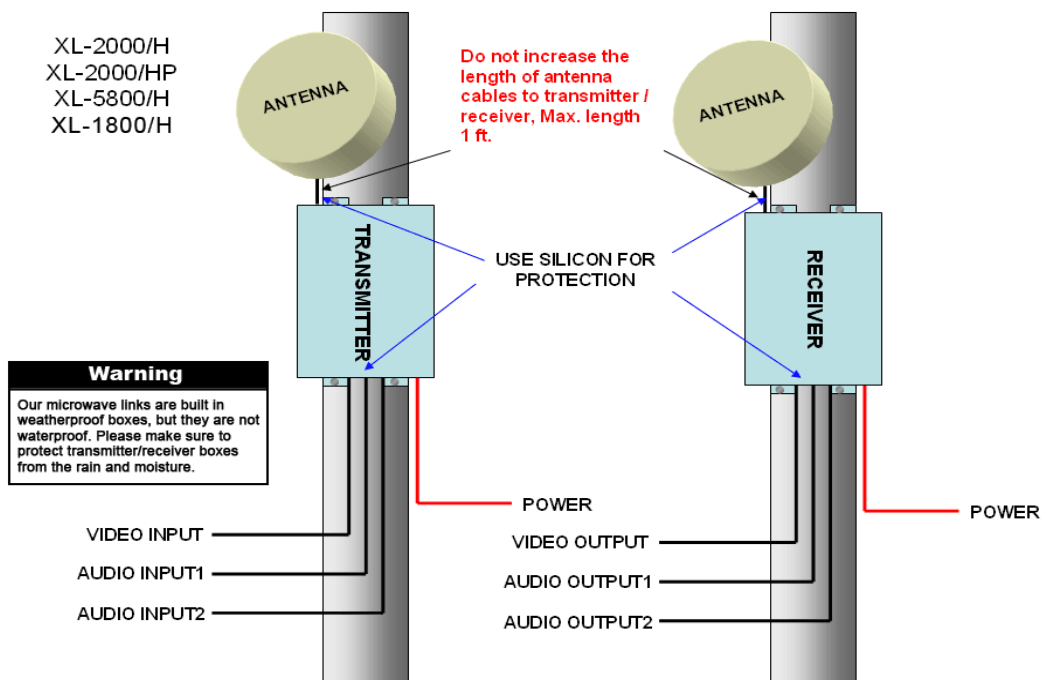 XL-2000/H
XL-2000/HP
XL-5800/H
XL-1800/H
ANTENNA
Do not increase the
length of antenna
cables to transmitter /
receiver, Max. length
1 ft.
ANTENNA
TRANSMITTER
USE SILICON FOR
PROTECTION
RECEIVER
Warning
Our microwave links are built in
weatherproof boxes, but they are not
waterproof. Please make sure to
protect transmitter/receiver boxes
from the rain and moisture.
POWER
VIDEO INPUT
AUDIO INPUT1
AUDIO INPUT2
POWER
VIDEO OUTPUT
AUDIO OUTPUT1
AUDIO OUTPUT2